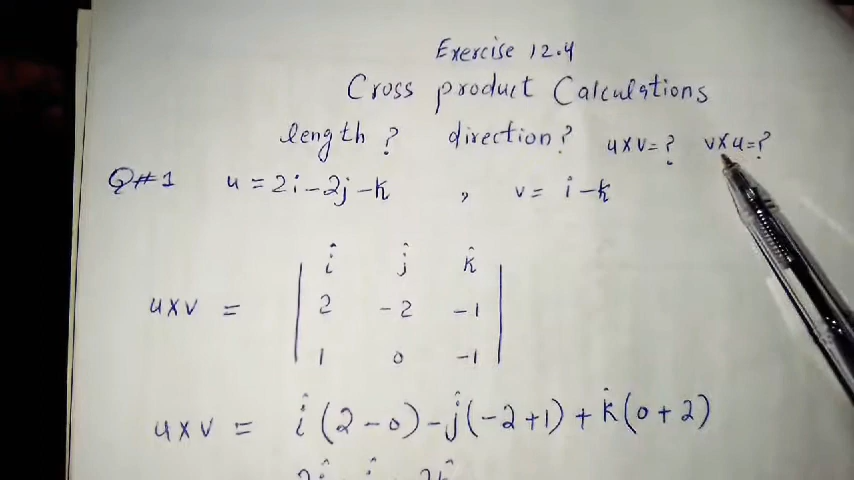 Exercise 12.4
Cross product Calculations
length? direction? u×v=? v×u=?
Q#1 u = 2i-2j-k , v= i-k
î ĵ k̂
u×v = 2 -2 -1
1 0 -1
u×v = î(2-0)-ĵ(-2+1)+k̂(0+2)